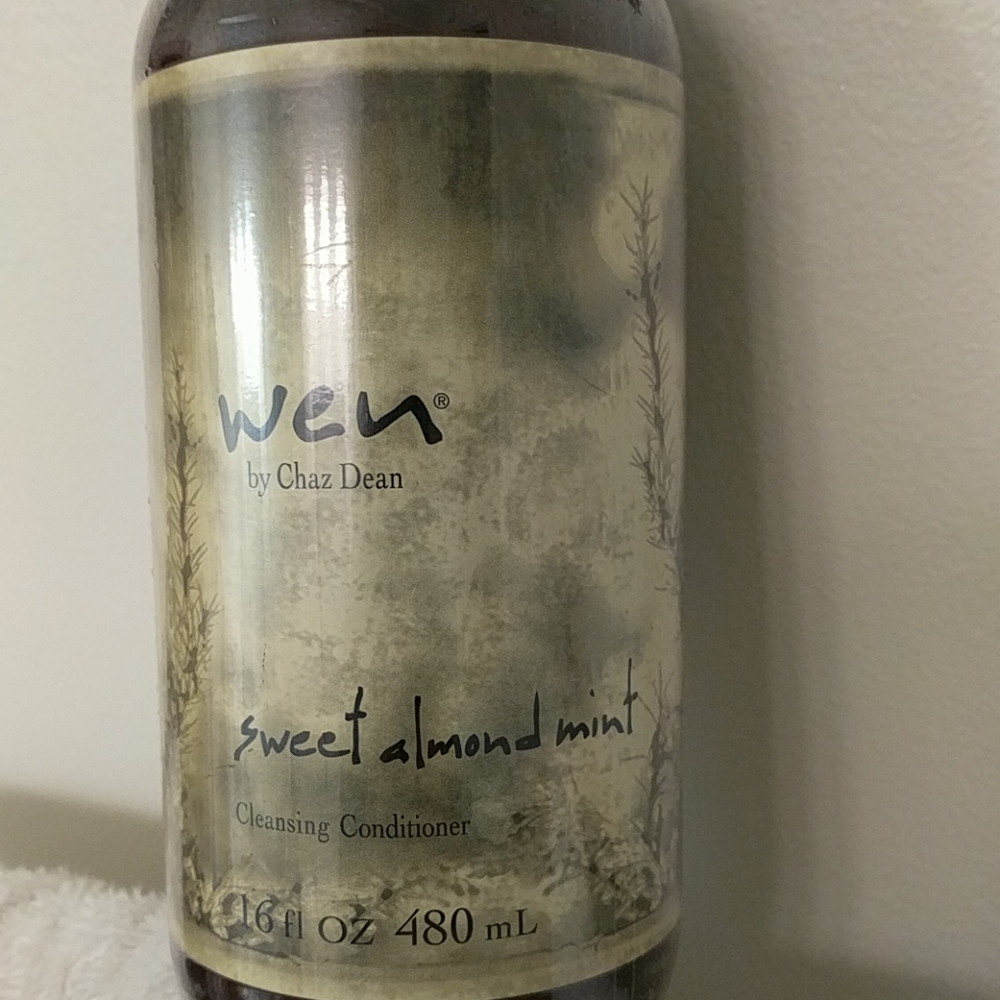 wen®
by Chaz Dean
sweet almond mint
Cleansing Conditioner
16 fl oz 480 mL